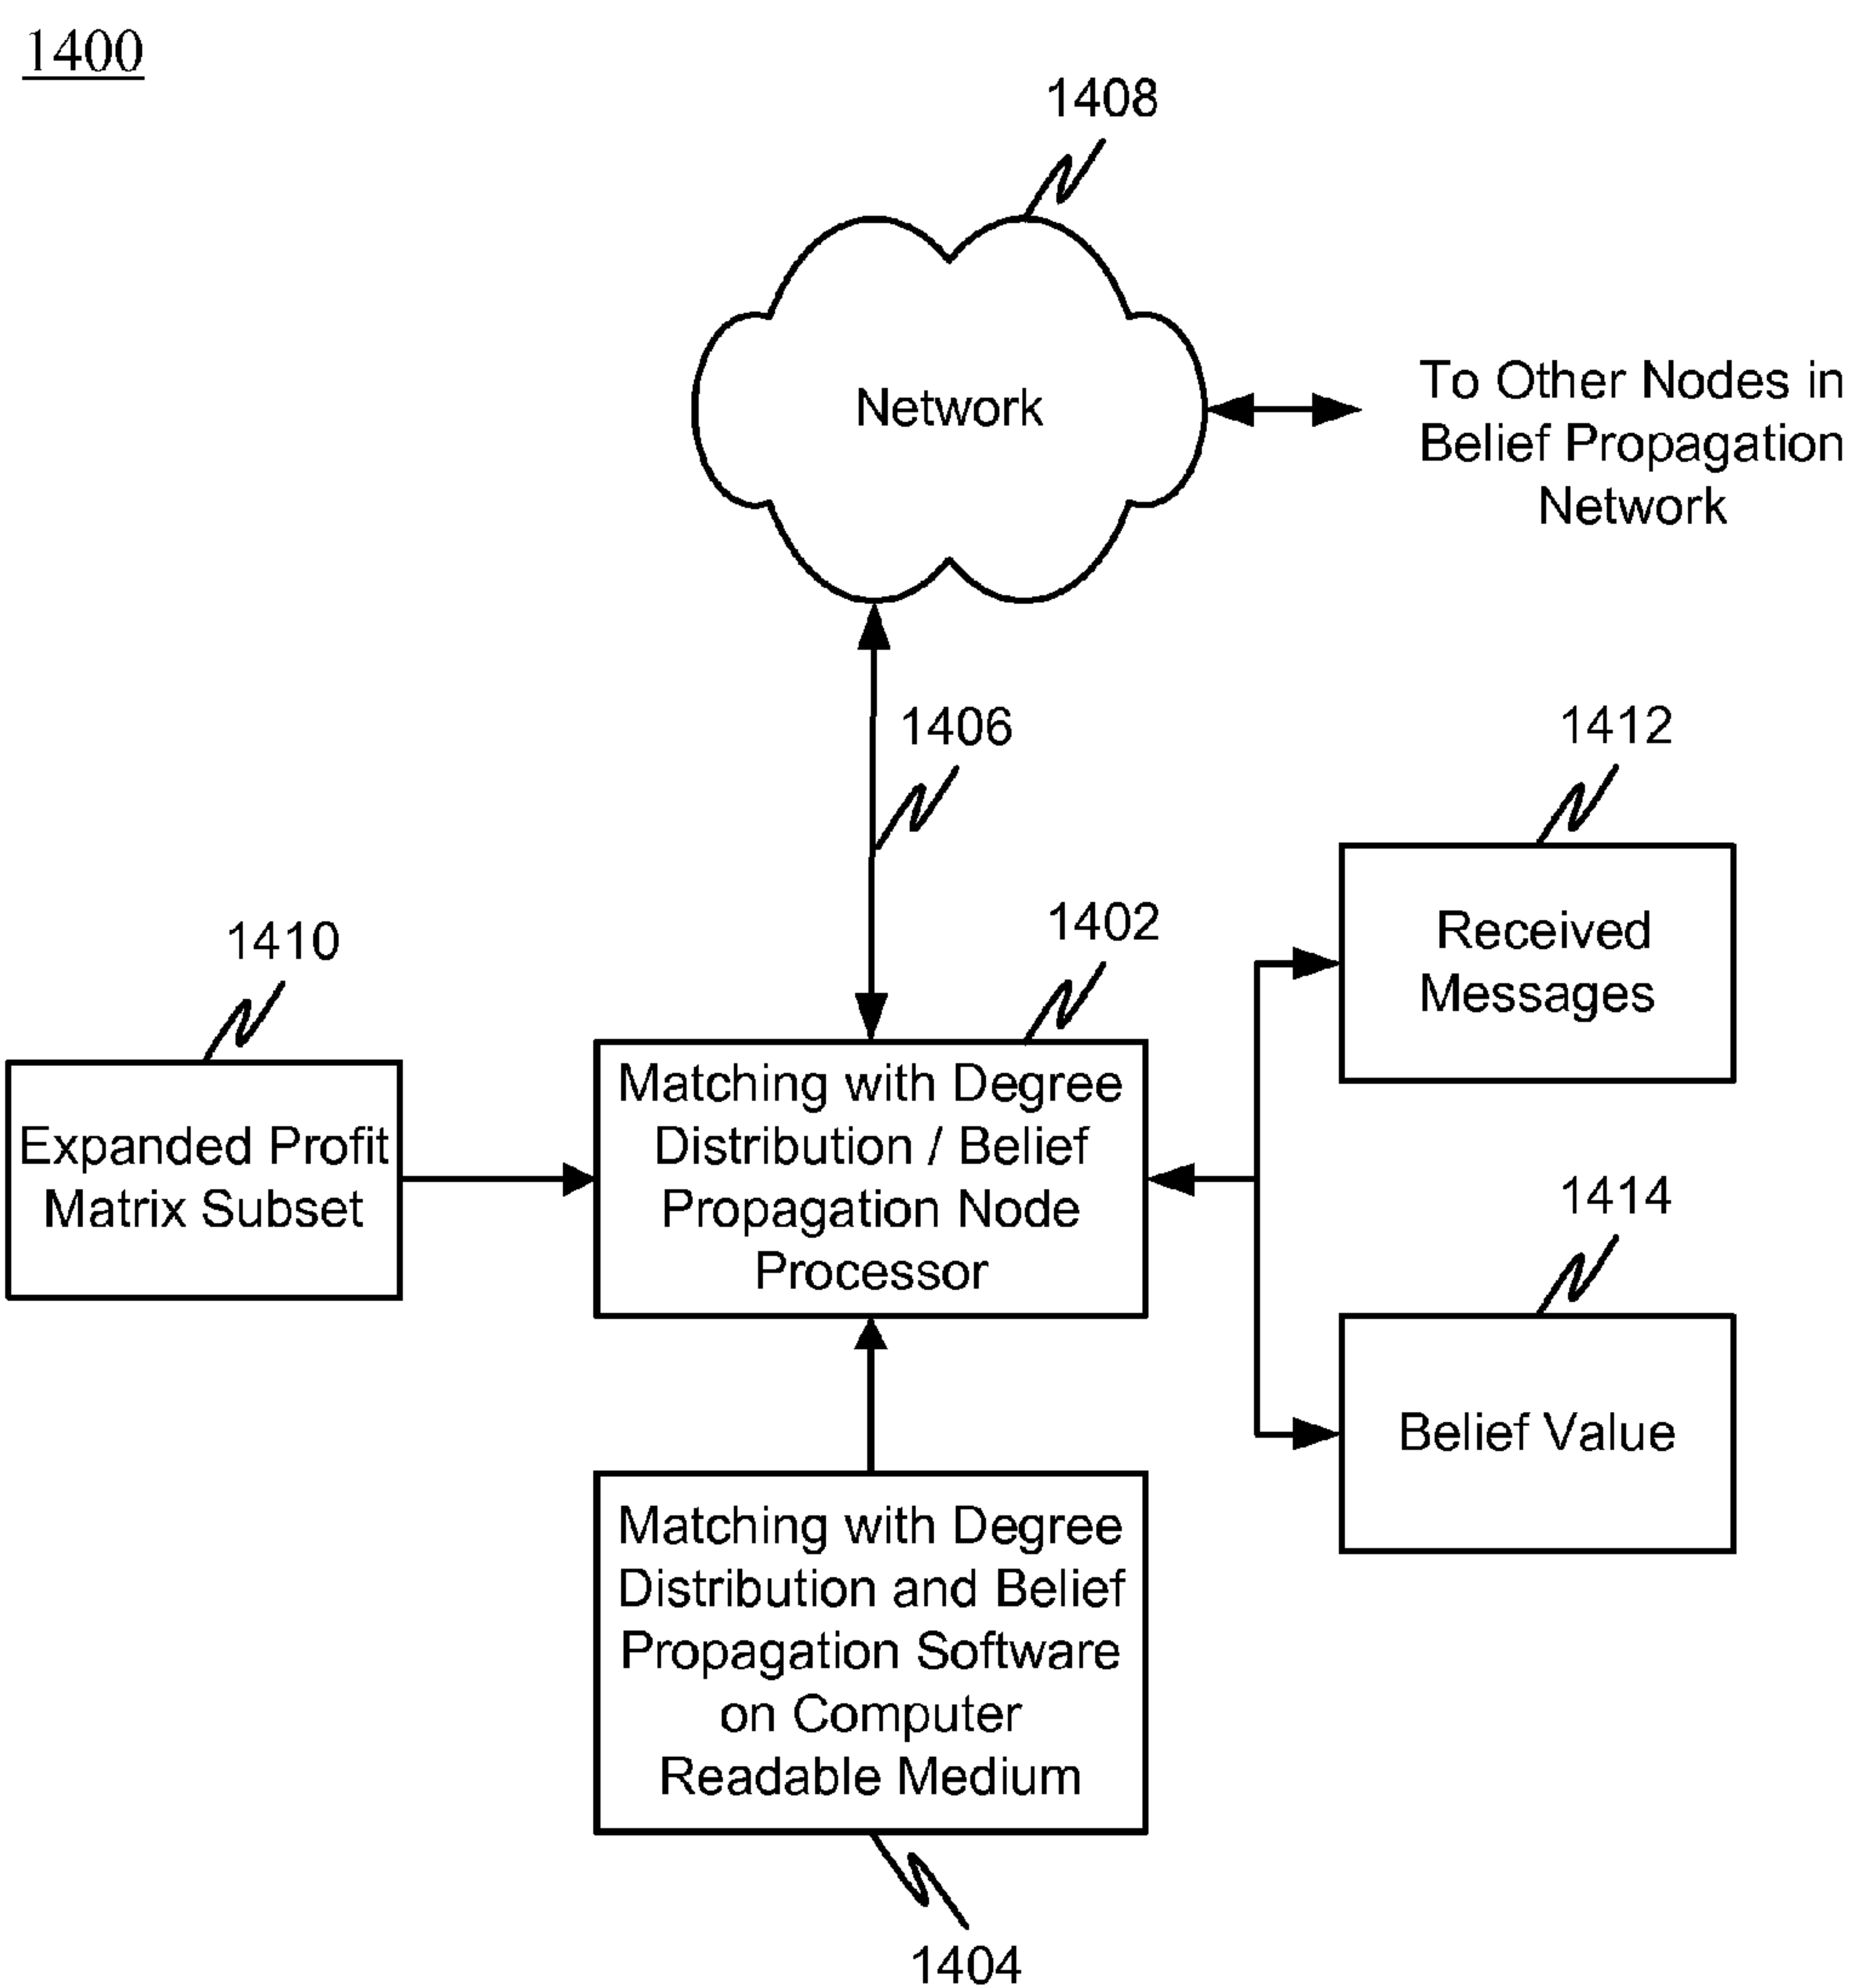 1400
1408
Network
To Other Nodes in
Belief Propagation
Network
1406
1412
Received
Messages
1410
Expanded Profit
Matrix Subset
1402
Matching with Degree
Distribution / Belief
Propagation Node
Processor
1414
Belief Value
Matching with Degree
Distribution and Belief
Propagation Software
on Computer
Readable Medium
1404